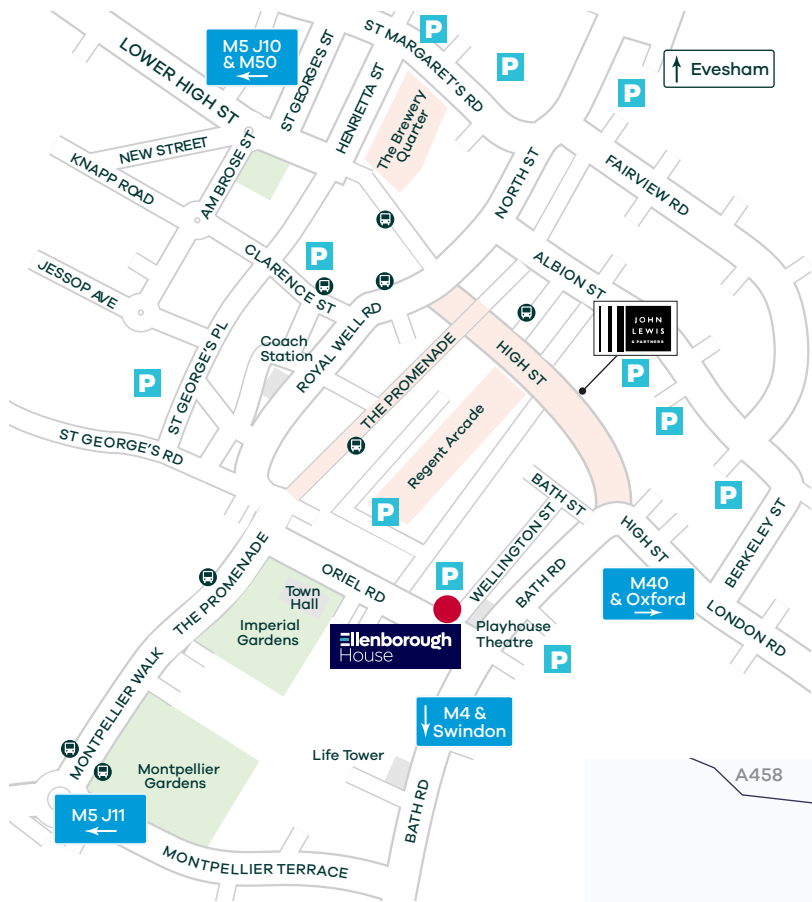 P
ST MARGARET'S RD
M5 J10
& M50
LOWER HIGH ST
ST GEORGE'S ST
HENRIETTA ST
P
Evesham
P
The Brewery
Quarter
NEW STREET
KNAPP ROAD
AMBROSE ST
NORTH ST
FAIRVIEW RD
P
CLARENCE ST
ALBION ST
JESSOP AVE
JOHN
LEWIS
& PARTNERS
Coach
Station
ROYAL WELL RD
THE PROMENADE
HIGH ST
ST GEORGE'S PL
P
P
Regent Arcade
P
ST GEORGE'S RD
P
BATH ST
P
WELLINGTON ST
HIGH ST
BERKELEY ST
THE PROMENADE
ORIEL RD
P
BATH RD
M40
& Oxford
Town
Hall
Imperial
Gardens
Playhouse
Theatre
LONDON RD
Ellenborough
House
P
MONTPELLIER WALK
M4 &
Swindon
Life Tower
Montpellier
Gardens
A458
M5 J11
BATH RD
MONTPELLIER TERRACE